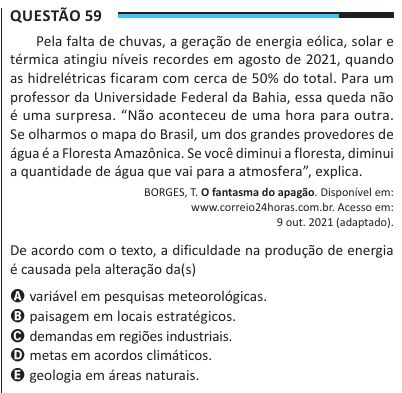 QUESTÃO 59
Pela falta de chuvas, a geração de energia eólica, solar e
térmica atingiu níveis recordes em agosto de 2021, quando
as hidrelétricas ficaram com cerca de 50% do total. Para um
professor da Universidade Federal da Bahia, essa queda não
é uma surpresa. “Não aconteceu de uma hora para outra.
Se olharmos o mapa do Brasil, um dos grandes provedores de
água é a Floresta Amazônica. Se você diminui a floresta, diminui
a quantidade de água que vai para a atmosfera”, explica.
BORGES, T. O fantasma do apagão. Disponível em:
www.correio24horas.com.br. Acesso em:
9 out. 2021 (adaptado).
De acordo com o texto, a dificuldade na produção de energia
é causada pela alteração da(s)
A variável em pesquisas meteorológicas.
B paisagem em locais estratégicos.
C demandas em regiões industriais.
D metas em acordos climáticos.
E geologia em áreas naturais.